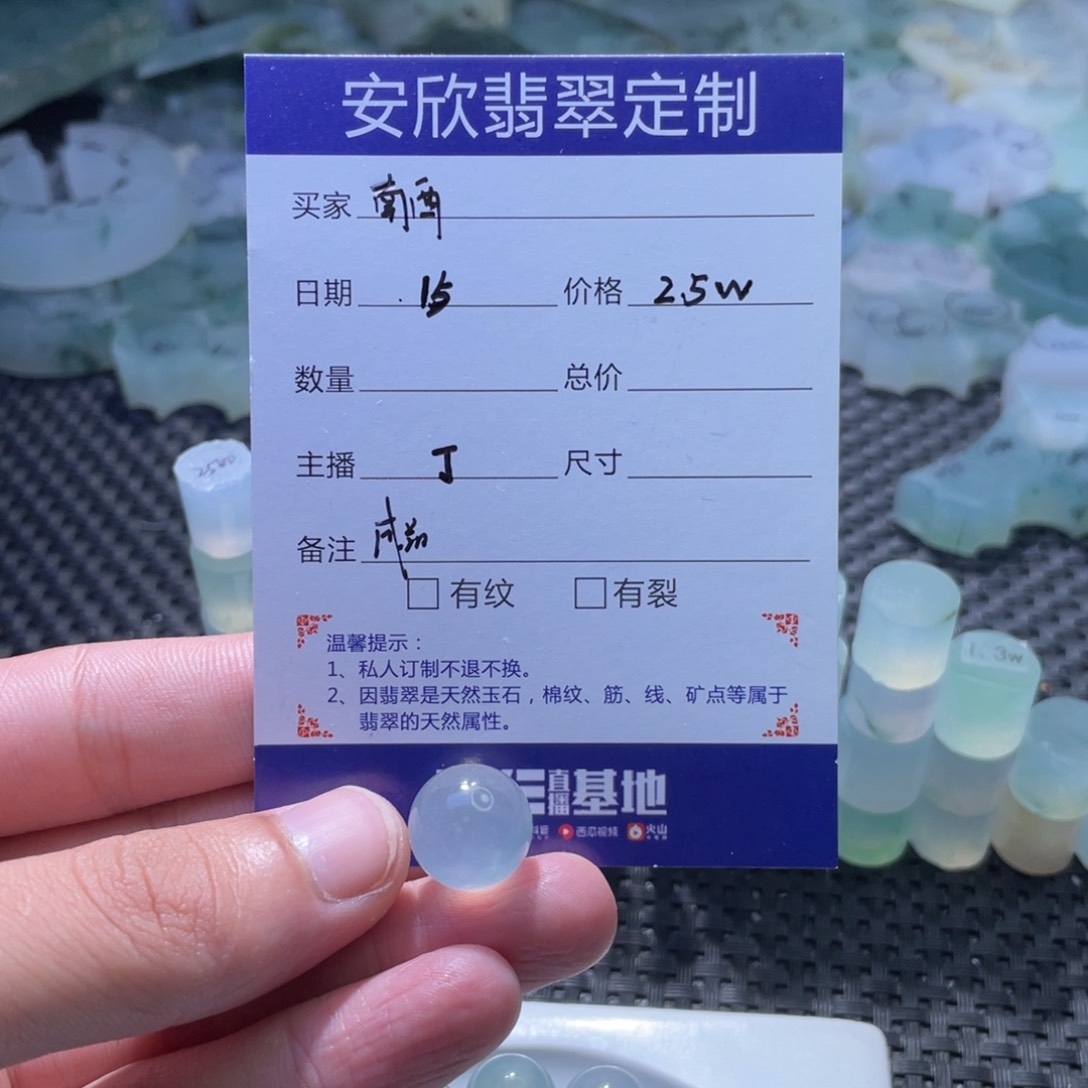 安欣翡翠定制
买家 南酒
日期 15 价格 2.5w
数量 总价
主播 丁 尺寸
备注 成品
□ 有纹 □ 有裂
温馨提示：
1、私人订制不退不换。
2、因翡翠是天然玉石，棉纹、筋、线、矿点等属于
翡翠的天然属性。
直播基地
西瓜视频 火山
1.3w